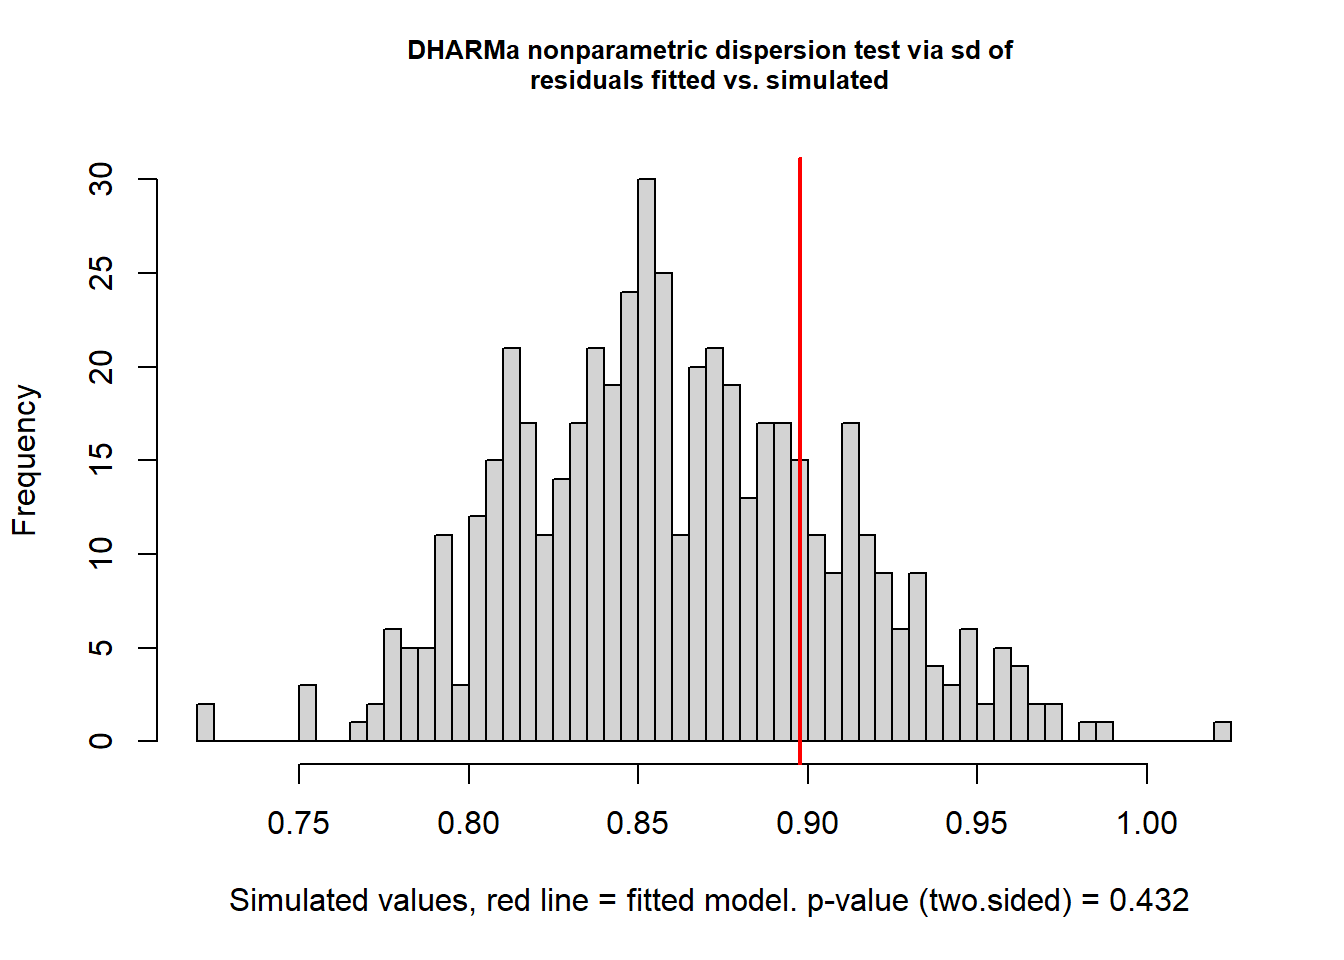 DHARMa nonparametric dispersion test via sd of
residuals fitted vs. simulated
Frequency
30
25
20
15
10
5
0
0.75 0.80 0.85 0.90 0.95 1.00
Simulated values, red line = fitted model. p-value (two.sided) = 0.432